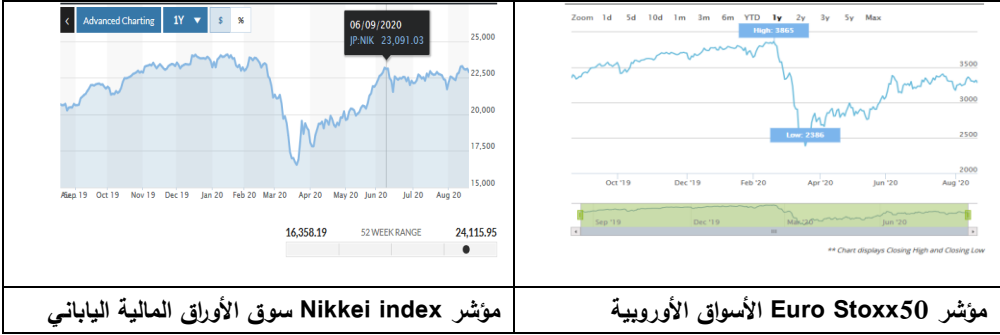 Advanced Charting 1Y $ %
06/09/2020
JP:NIK 23,091.03
25,000
22,500
20,000
17,500
15,000
Sep 19 Oct 19 Nov 19 Dec 19 Jan 20 Feb 20 Mar 20 Apr 20 May 20 Jun 20 Jul 20 Aug 20
16,358.19 52 WEEK RANGE 24,115.95
Zoom 1d 5d 10d 1m 3m 6m YTD 1y 2y 3y 5y Max
High: 3865
3500
3000
Low: 2386
2500
2000
Oct '19 Dec '19 Feb '20 Apr '20 Jun '20 Aug '20
Sep '19 Dec '19 Mar '20 Jun '20
** Chart displays Closing High and Closing Low
مؤشر Nikkei index سوق الأوراق المالية الياباني
مؤشر Euro Stoxx50 الأسواق الأوروبية